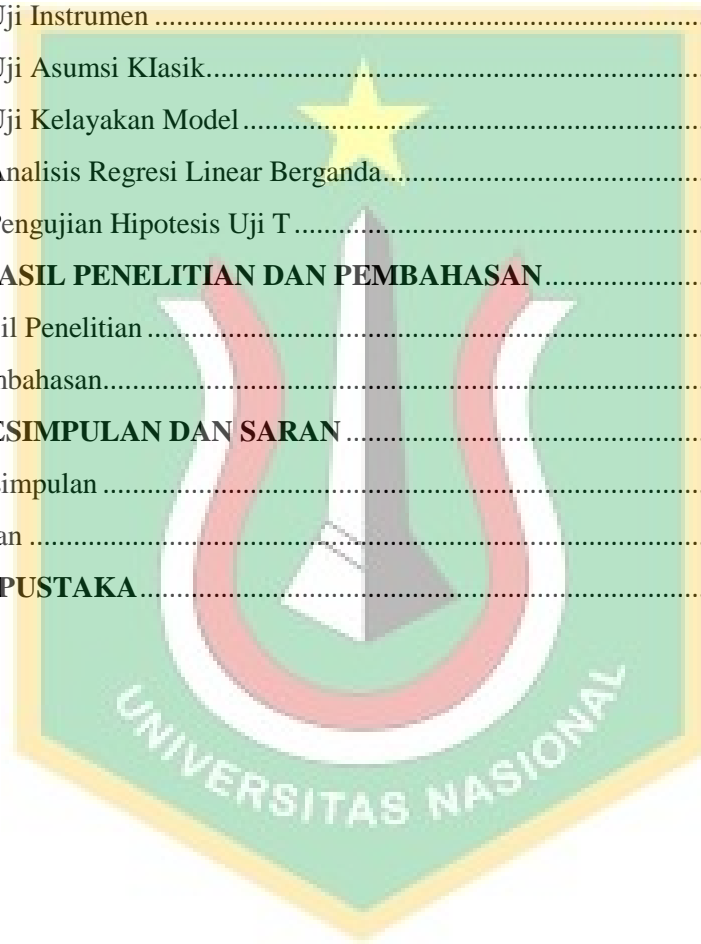 Uji Instrumen ........................................................................
Uji Asumsi KIasik........................................................................
Uji Kelayakan Model ........................................................................
Analisis Regresi Linear Berganda........................................................................
Pengujian Hipotesis Uji T ........................................................................
ASIL PENELITIAN DAN PEMBAHASAN........................................................................
il Penelitian ........................................................................
nbahasan........................................................................
ESIMPULAN DAN SARAN ........................................................................
impulan ........................................................................
an ........................................................................
PUSTAKA........................................................................
UNIVERSITAS NASIONAL